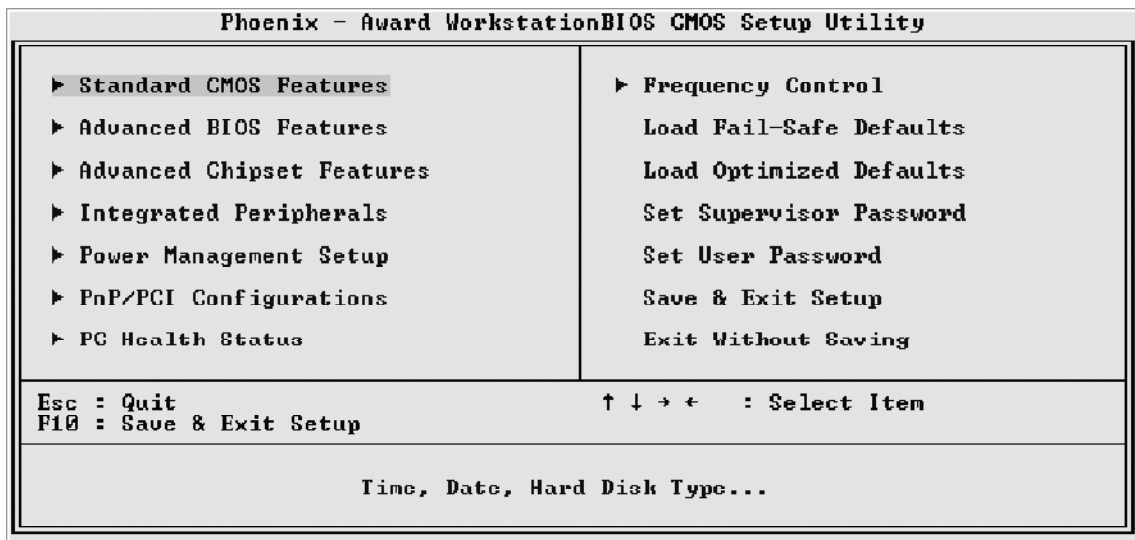 Phoenix - Award WorkstationBIOS CMOS Setup Utility
► Standard CMOS Features
► Advanced BIOS Features
► Advanced Chipset Features
► Integrated Peripherals
► Power Management Setup
► PnP/PCI Configurations
► PC Health Status
► Frequency Control
Load Fail-Safe Defaults
Load Optimized Defaults
Set Supervisor Password
Set User Password
Save & Exit Setup
Exit Without Saving
Esc : Quit
F10 : Save & Exit Setup
↑ ↓ → ← : Select Item
Time, Date, Hard Disk Type...